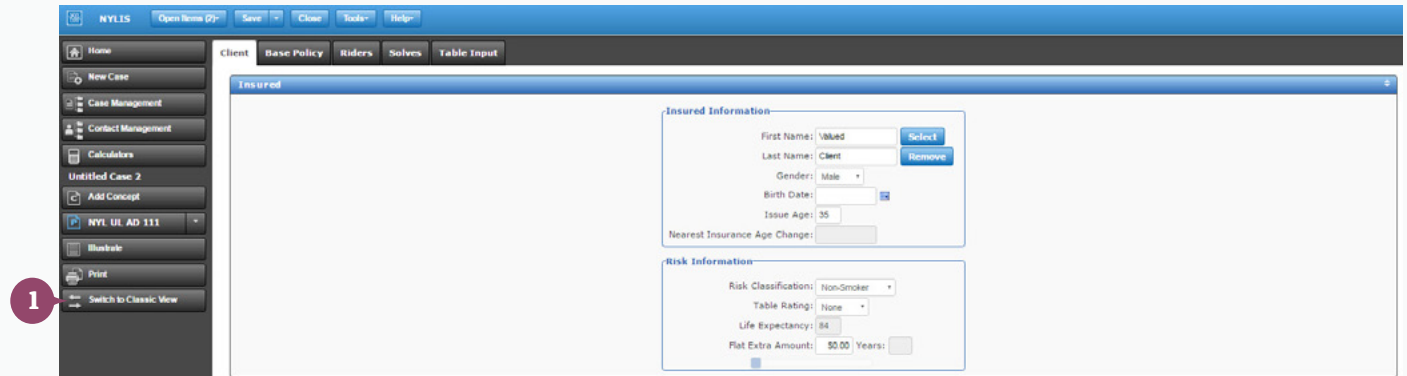 NYLIS Open Items (2) Save Close Tools Help
Home
New Case
Case Management
Contact Management
Calculators
Untitled Case 2
Add Concept
NYL UL AD 111
Illustrate
Print
1 Switch to Classic View
Client Base Policy Riders Solves Table Input
Insured
Insured Information
First Name: Valued Select
Last Name: Client Remove
Gender: Male
Birth Date:
Issue Age: 35
Nearest Insurance Age Change:
Risk Information
Risk Classification: Non-Smoker
Table Rating: None
Life Expectancy: 84
Flat Extra Amount: $0.00 Years: